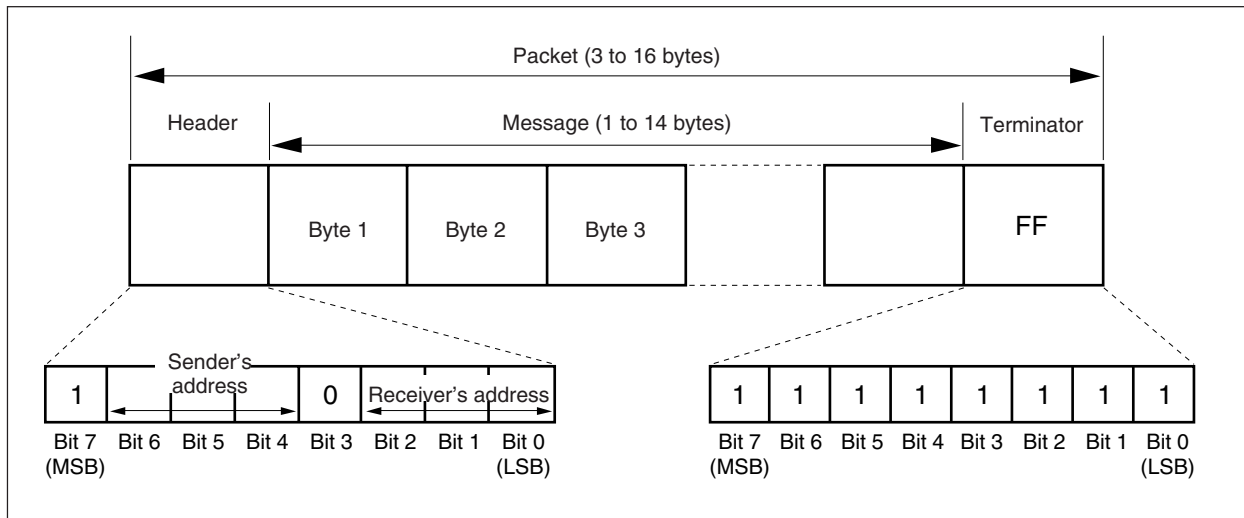 Packet (3 to 16 bytes)
Header
Message (1 to 14 bytes)
Terminator
Byte 1
Byte 2
Byte 3
FF
1
Sender's
address
0
Receiver's address
Bit 7
(MSB)
Bit 6
Bit 5
Bit 4
Bit 3
Bit 2
Bit 1
Bit 0
(LSB)
1 1 1 1 1 1 1 1
Bit 7
(MSB)
Bit 6
Bit 5
Bit 4
Bit 3
Bit 2
Bit 1
Bit 0
(LSB)